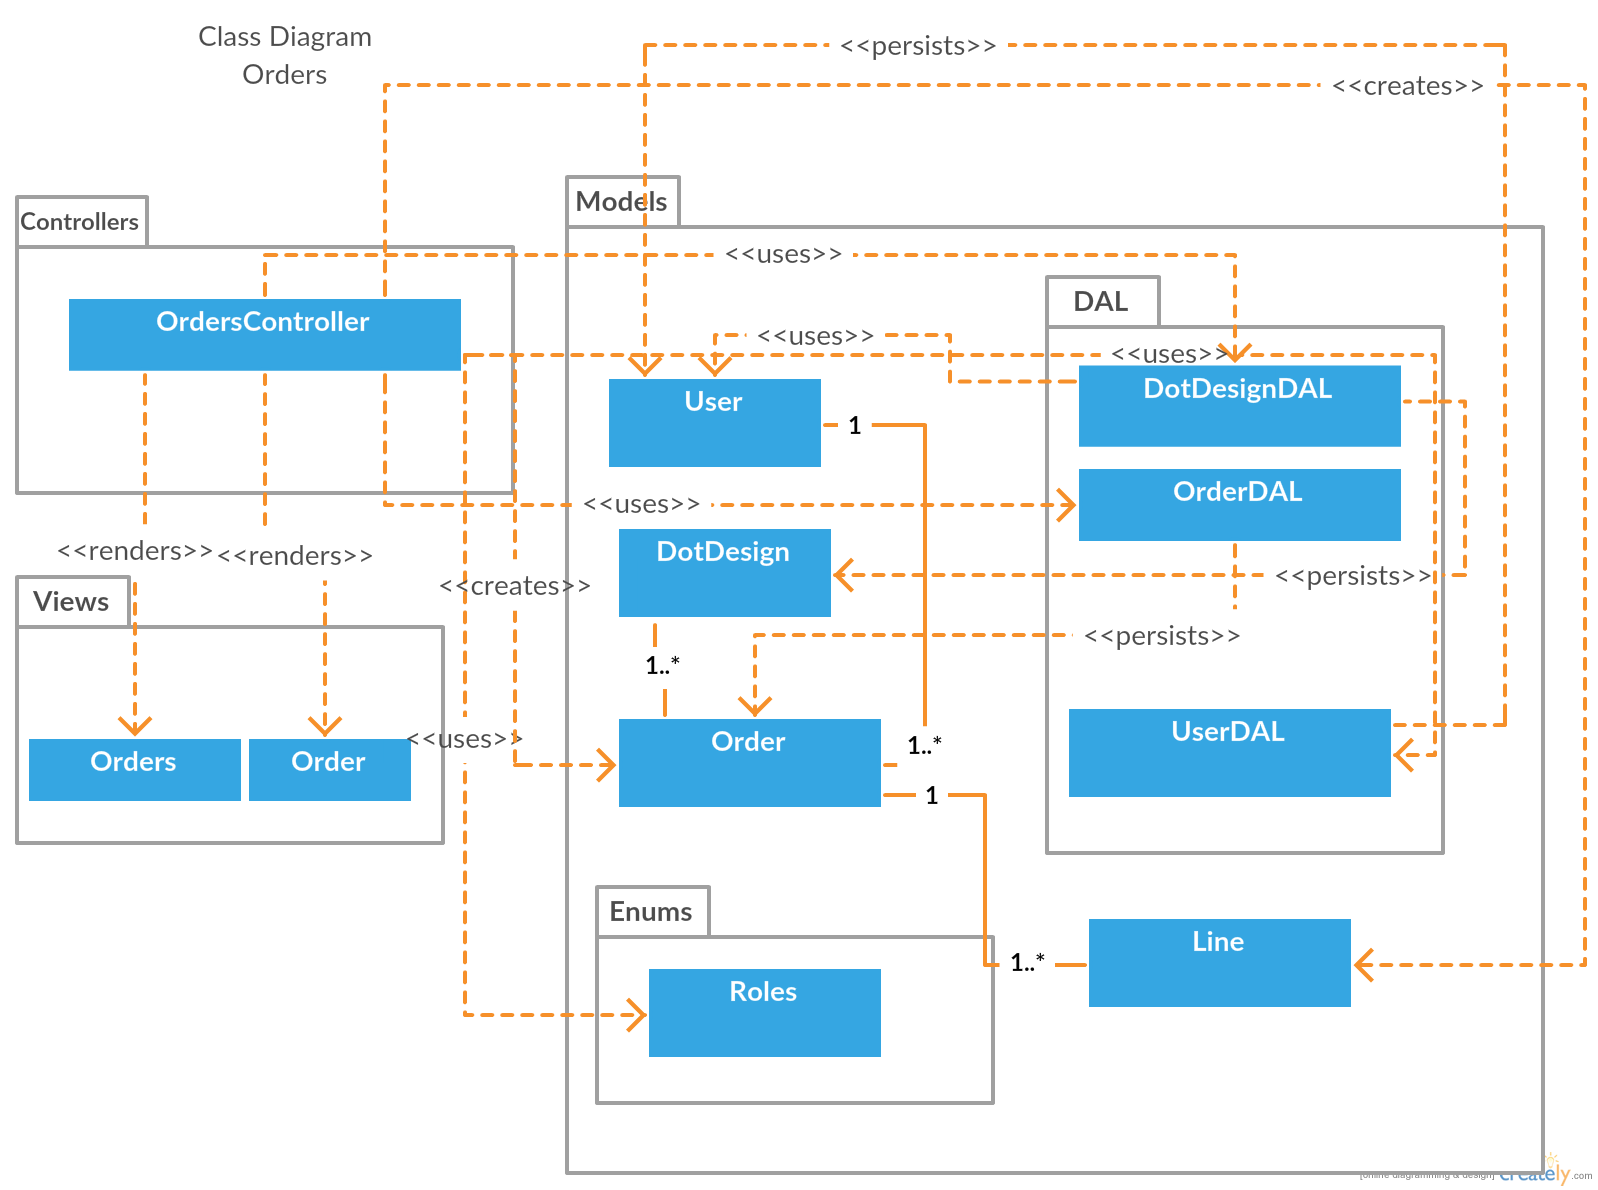 Class Diagram
Orders
<<persists>>
<<creates>>
Models
Controllers
<<uses>>
DAL
OrdersController
<<uses>>
<<uses>>
DotDesignDAL
User
1
OrderDAL
<<uses>>
DotDesign
<<renders>>
<<renders>>
<<persists>>
<<creates>>
Views
<<persists>>
1..*
UserDAL
<<uses>>
Order
1..*
Orders
Order
1
Enums
Line
1..*
Roles
[online diagramming & design]
creately.com